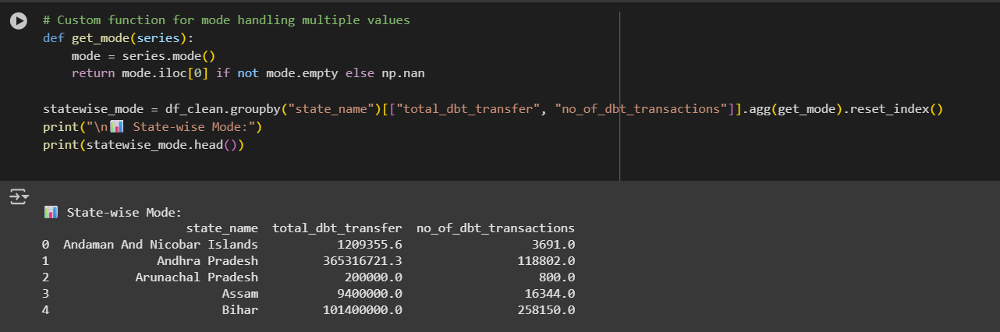 # Custom function for mode handling multiple values
def get_mode(series):
    mode = series.mode()
    return mode.iloc[0] if not mode.empty else np.nan
statewise_mode = df_clean.groupby("state_name")[["total_dbt_transfer", "no_of_dbt_transactions"]].agg(get_mode).reset_index()
print("\n📊 State-wise Mode:")
print(statewise_mode.head())
📊 State-wise Mode:
state_name total_dbt_transfer no_of_dbt_transactions
0 Andaman And Nicobar Islands 1209355.6 3691.0
1 Andhra Pradesh 365316721.3 118802.0
2 Arunachal Pradesh 200000.0 800.0
3 Assam 9400000.0 16344.0
4 Bihar 101400000.0 258150.0